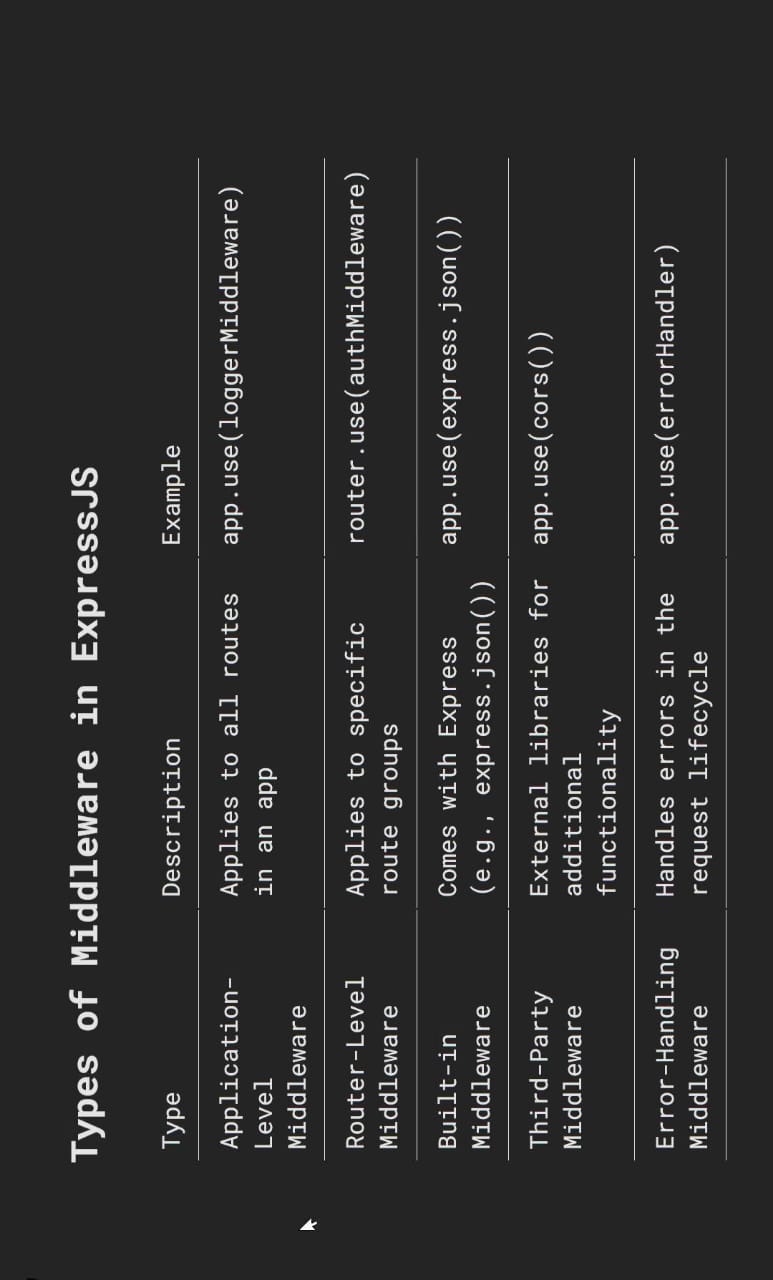 Types of Middleware in ExpressJS
Type Description Example
Application- Applies to all routes app.use(loggerMiddleware)
Level in an app
Middleware
Router-Level Applies to specific router.use(authMiddleware)
Middleware route groups
Built-in Comes with Express app.use(express.json())
Middleware (e.g., express.json())
Third-Party External libraries for app.use(cors())
Middleware additional
functionality
Error-Handling Handles errors in the app.use(errorHandler)
Middleware request lifecycle